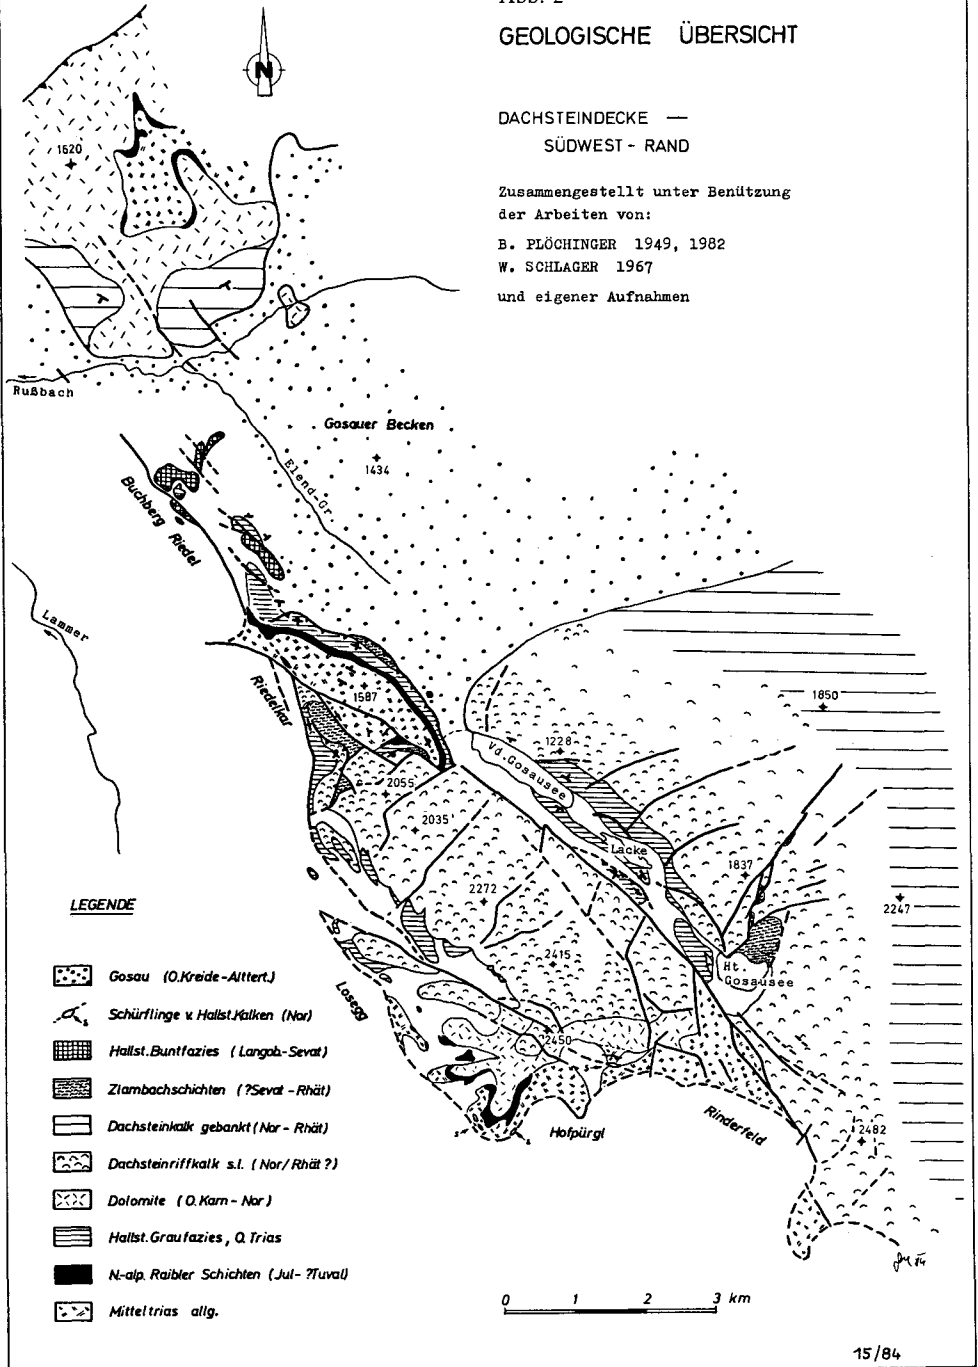 ABB. 2
GEOLOGISCHE ÜBERSICHT
N
DACHSTEINDECKE —
SÜDWEST - RAND
1620
Zusammengestellt unter Benützung
der Arbeiten von:
B. PLÖCHINGER 1949, 1982
W. SCHLAGER 1967
und eigener Aufnahmen
Rußbach
Gosauer Becken
1434
Elend-Gr.
Buchberg Riedel
Lammer
Riedelkar
1587
1850
1228
Vd. Gosausee
2055
2035
Lacke
1837
2272
2247
2415
Ht.
Gosausee
Losegg
2450
s
s
Hofpürgl
Rinderfeld
2482
LEGENDE
Gosau (O.Kreide-Alttert.)
s
Schürflinge v. Hallst.Kalken (Nor)
Hallst.Buntfazies (Langob.-Sevat)
Zlambachschichten (?Sevat-Rhät)
Dachsteinkalk gebankt (Nor-Rhät)
Dachsteinriffkalk s.l. (Nor/Rhät?)
Dolomite (O.Karn-Nor)
Hallst.Graufazies, O.Trias
N.-alp. Raibler Schichten (Jul-?Tuval)
Mitteltrias allg.
0 1 2 3 km
15/84